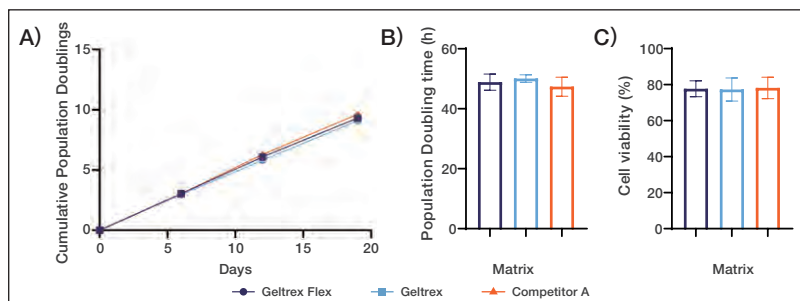 A)
Cumulative Population Doublings
15
10
5
0
0
5
10
15
20
Days
B)
Population Doubling time (h)
60
40
20
0
Matrix
C)
Cell viability (%)
100
80
60
40
20
0
Matrix
Geltrex Flex
Geltrex
Competitor A